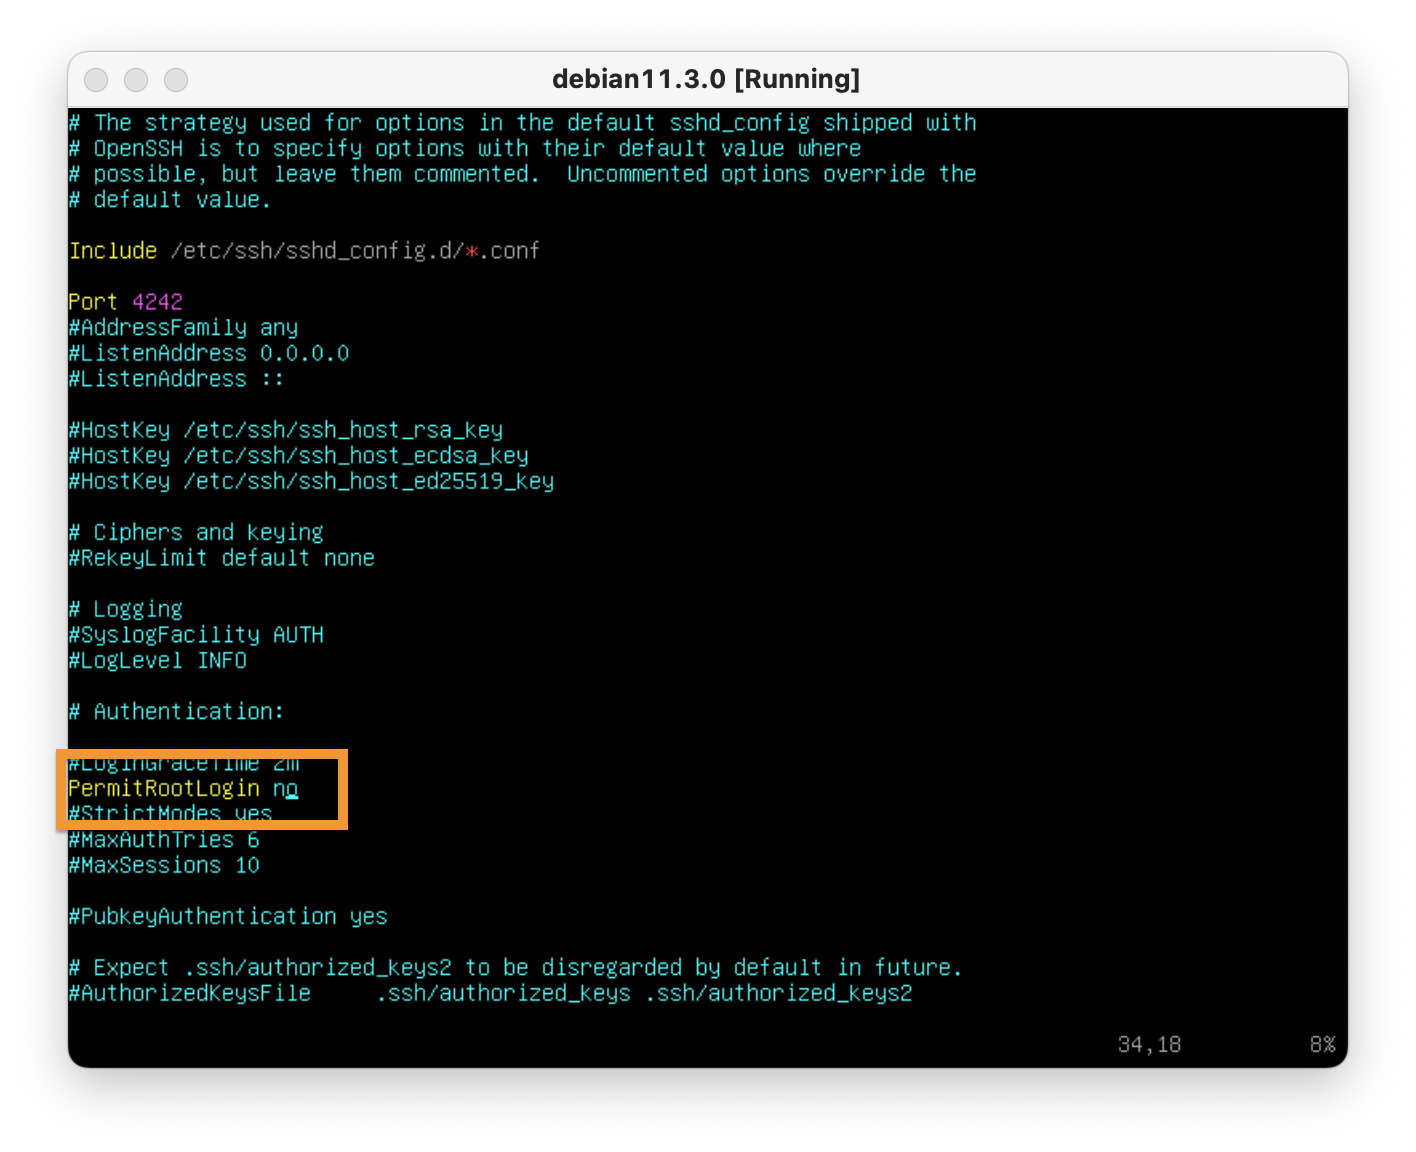 debian11.3.0 [Running]
# The strategy used for options in the default sshd_config shipped with
# OpenSSH is to specify options with their default value where
# possible, but leave them commented.  Uncommented options override the
# default value.
Include /etc/ssh/sshd_config.d/*.conf
Port 4242
#AddressFamily any
#ListenAddress 0.0.0.0
#ListenAddress ::
#HostKey /etc/ssh/ssh_host_rsa_key
#HostKey /etc/ssh/ssh_host_ecdsa_key
#HostKey /etc/ssh/ssh_host_ed25519_key
# Ciphers and keying
#RekeyLimit default none
# Logging
#SyslogFacility AUTH
#LogLevel INFO
# Authentication:
#LoginGraceTime 2m
PermitRootLogin no
#StrictModes yes
#MaxAuthTries 6
#MaxSessions 10
#PubkeyAuthentication yes
# Expect .ssh/authorized_keys2 to be disregarded by default in future.
#AuthorizedKeysFile     .ssh/authorized_keys .ssh/authorized_keys2
34,18 8%